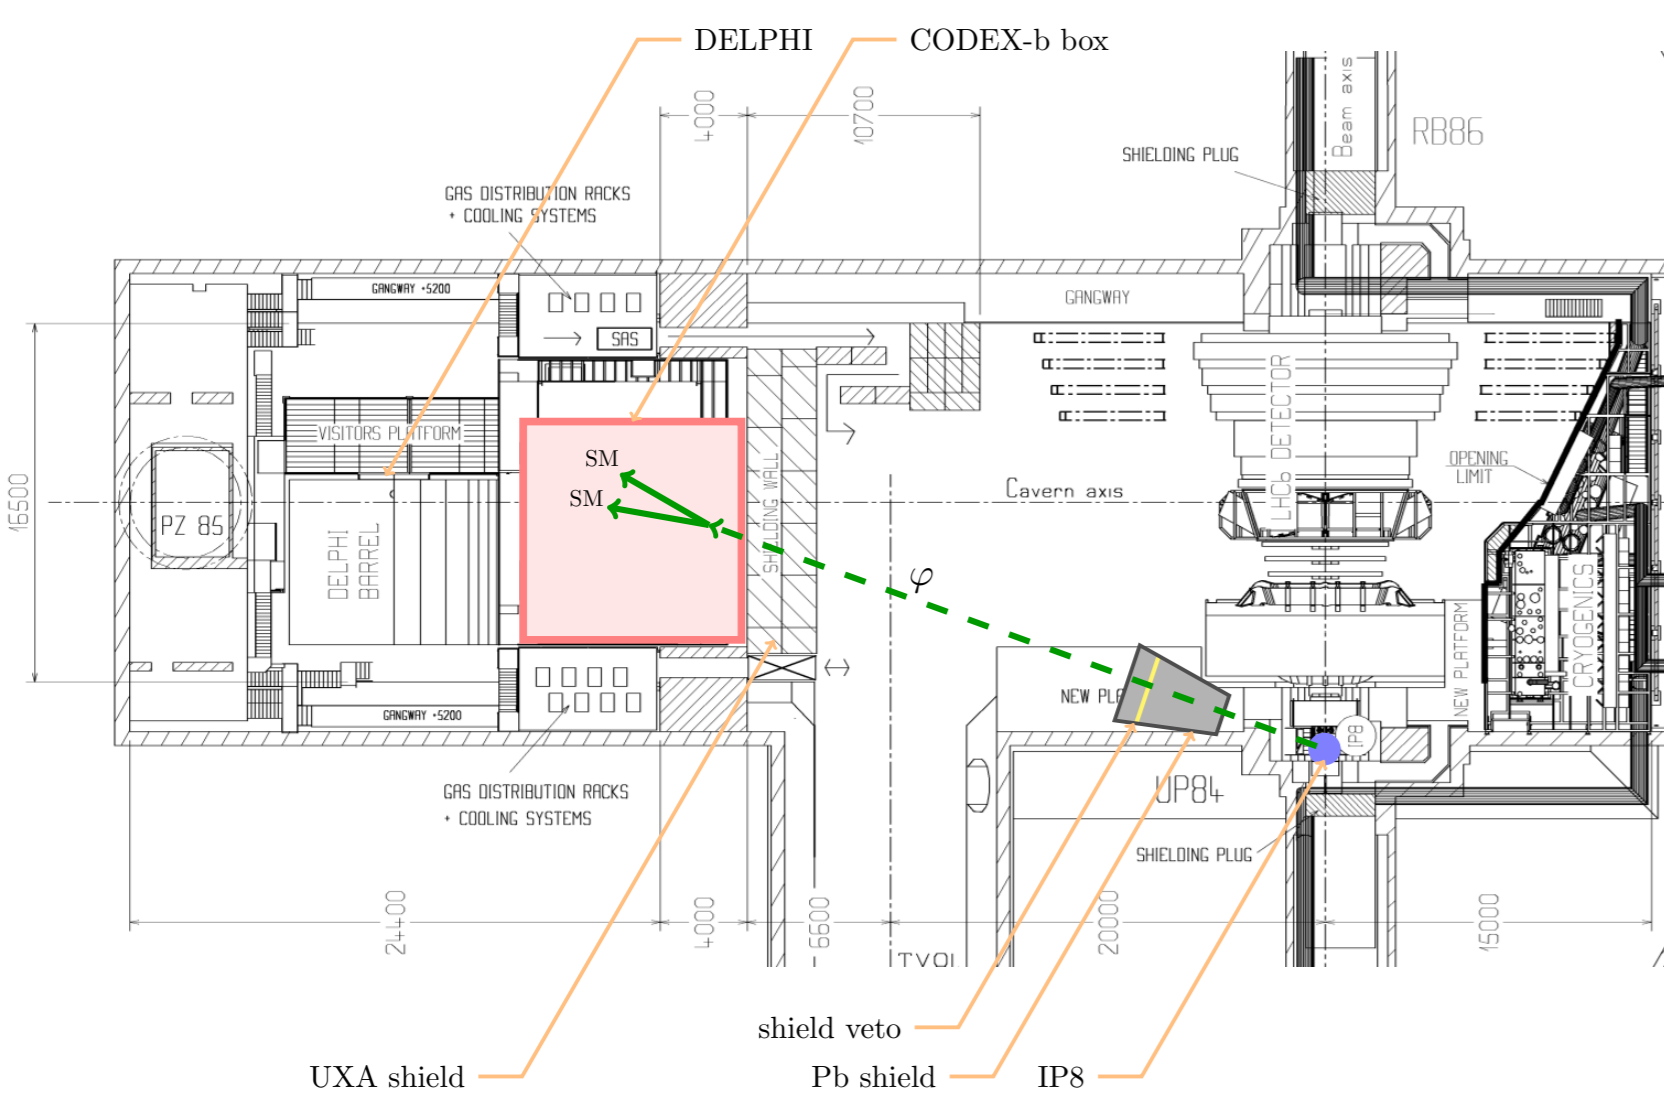 DELPHI
CODEX-b box
4000
10700
Beam axis
RB86
SHIELDING PLUG
GAS DISTRIBUTION RACKS
+ COOLING SYSTEMS
GANGWAY +5200
GANGWAY
SAS
LHCb DETECTOR
VISITORS PLATFORM
SM
SM
OPENING
LIMIT
Cavern axis
16500
PZ 85
DELPHI
BARREL
SHIELDING WALL
φ
CRYOGENICS
NEW PLATFORM
NEW PLA
GANGWAY +5200
IP8
UP84
GAS DISTRIBUTION RACKS
+ COOLING SYSTEMS
SHIELDING PLUG
24400
4000
6600
20000
15000
shield veto
UXA shield
Pb shield
IP8